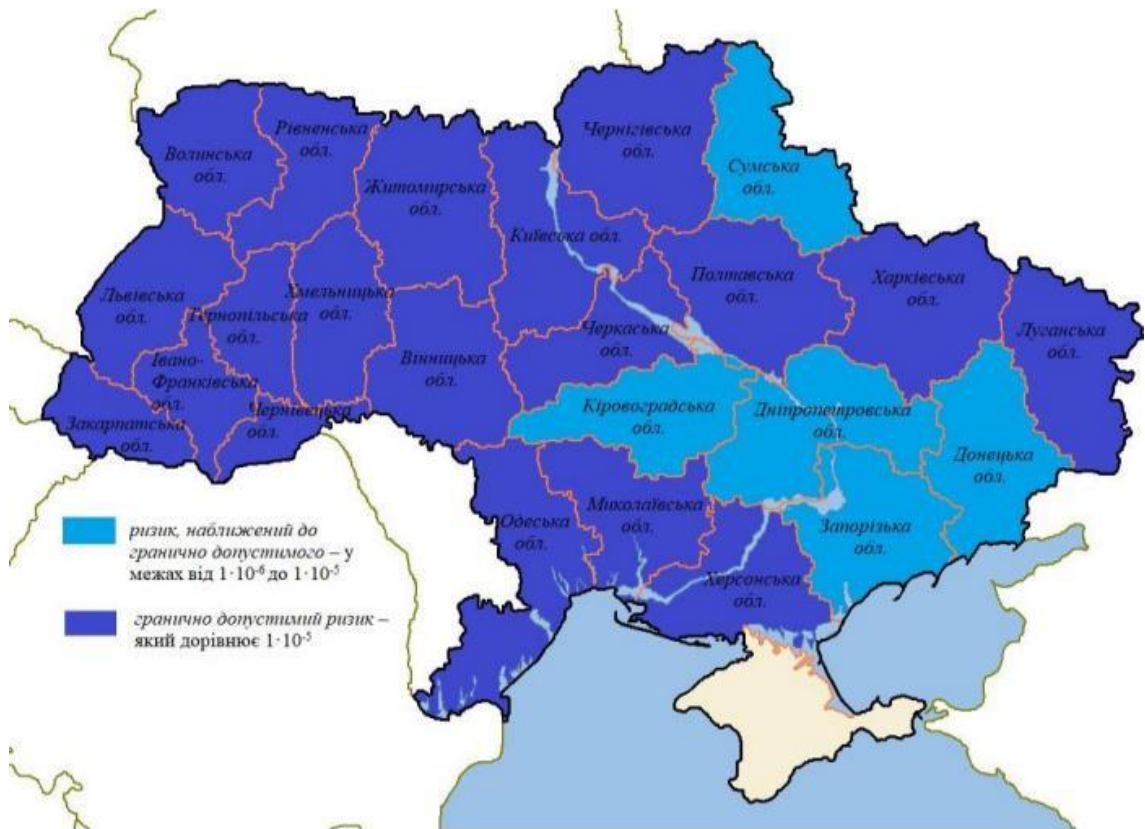 Чернігівська
обл.
Сумська
обл.
Рівненська
обл.
Волинська
обл.
Житомирська
обл.
Київська обл.
Полтавська
обл.
Харківська
обл.
Львівська
обл.
Тернопільська
обл.
Хмельницька
обл.
Луганська
обл.
Черкаська
обл.
Вінницька
обл.
Івано-
Франківська
обл.
Чернівецька
обл.
Закарпатська
обл.
Кіровоградська
обл.
Дніпропетровська
обл.
Донецька
обл.
Миколаївська
обл.
Одеська
обл.
Запорізька
обл.
Херсонська
обл.
ризик, наближений до
гранично допустимого – у
межах від 1·10⁻⁶ до 1·10⁻⁵
гранично допустимий ризик –
який дорівнює 1·10⁻⁵